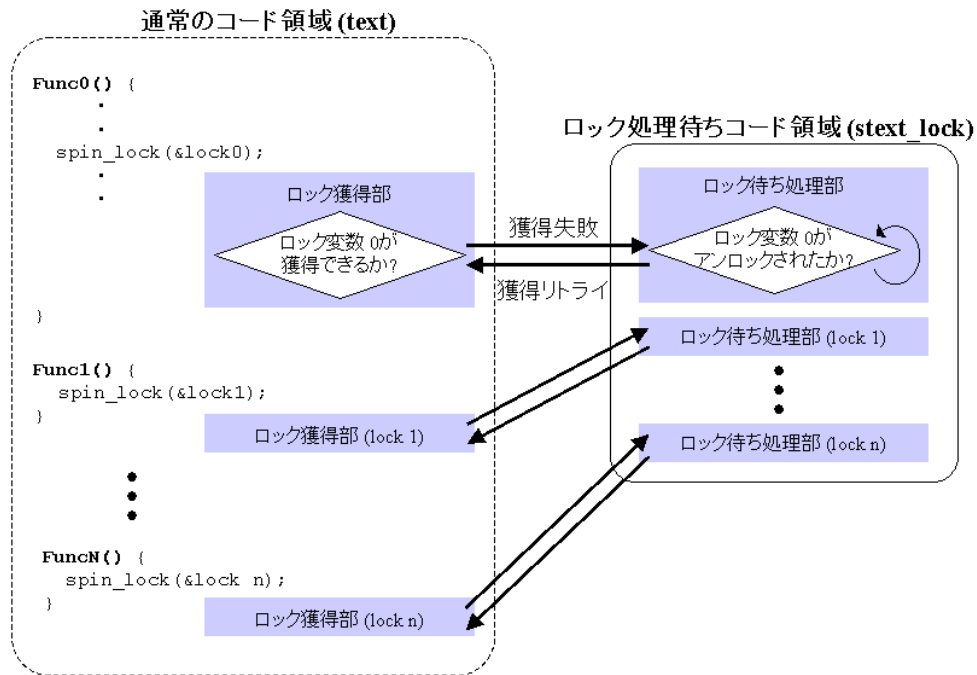 通常のコード領域 (text)
Func0() {
spin_lock(&lock0);
ロック獲得部
ロック変数 0が
獲得できるか?
}
Func1() {
spin_lock(&lock1);
}
ロック獲得部 (lock 1)
FuncN() {
spin_lock(&lock n);
}
ロック獲得部 (lock n)
獲得失敗
獲得リトライ
ロック処理待ちコード領域 (stext_lock)
ロック待ち処理部
ロック変数 0が
アンロックされたか?
ロック待ち処理部 (lock 1)
ロック待ち処理部 (lock n)